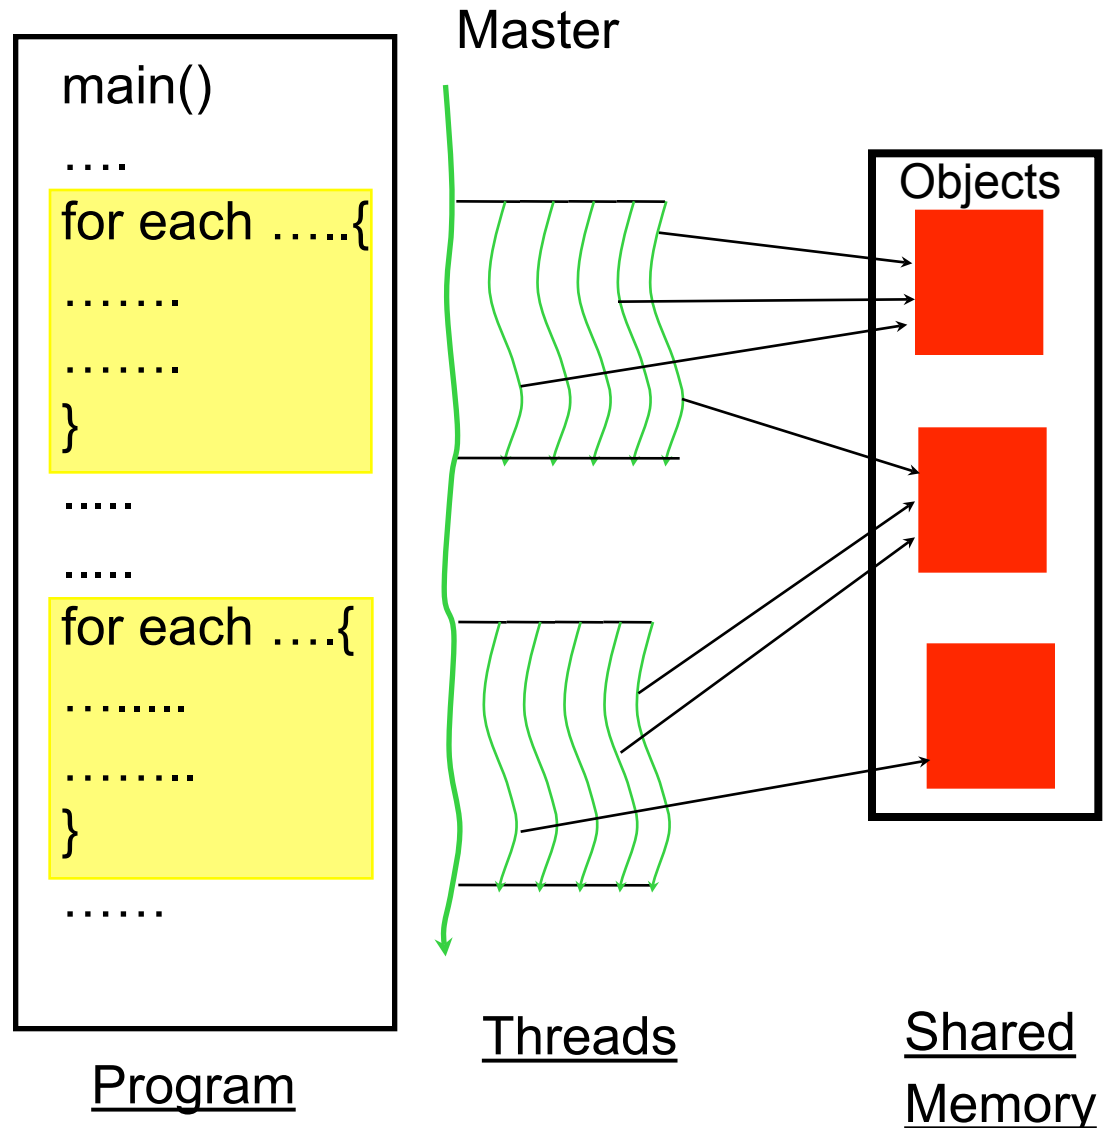 Master
main()
….
for each …..{
…….
…….
}
.....
.....
for each ….{
….....
……..
}
……
Program
Threads
Objects
Shared
Memory